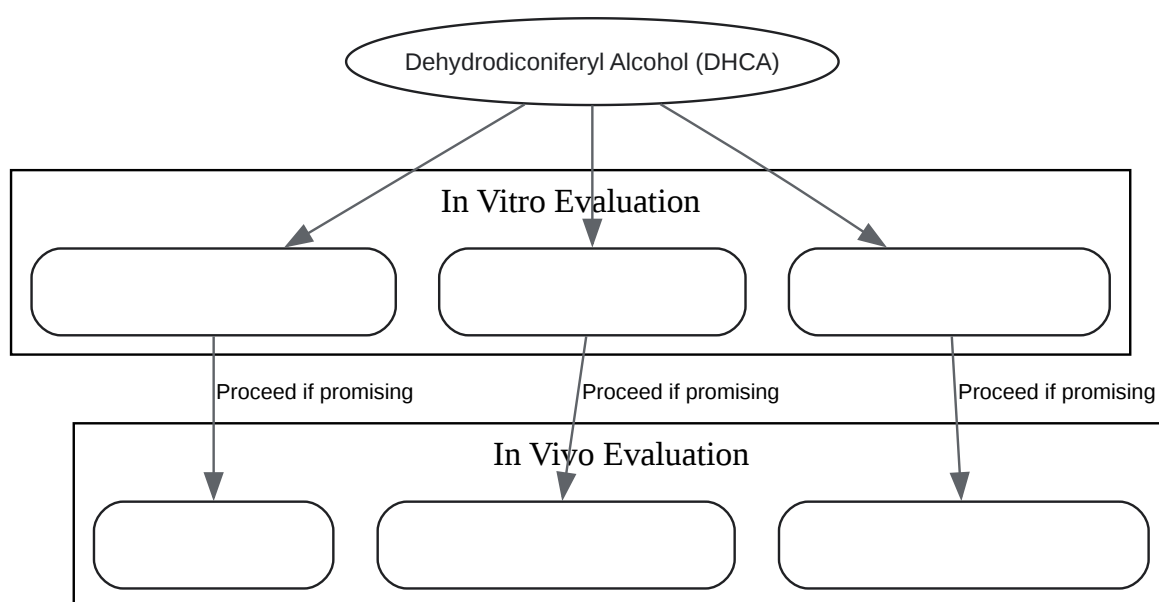 Dehydrodiconiferyl Alcohol (DHCA)
In Vitro Evaluation
Proceed if promising
Proceed if promising
Proceed if promising
In Vivo Evaluation